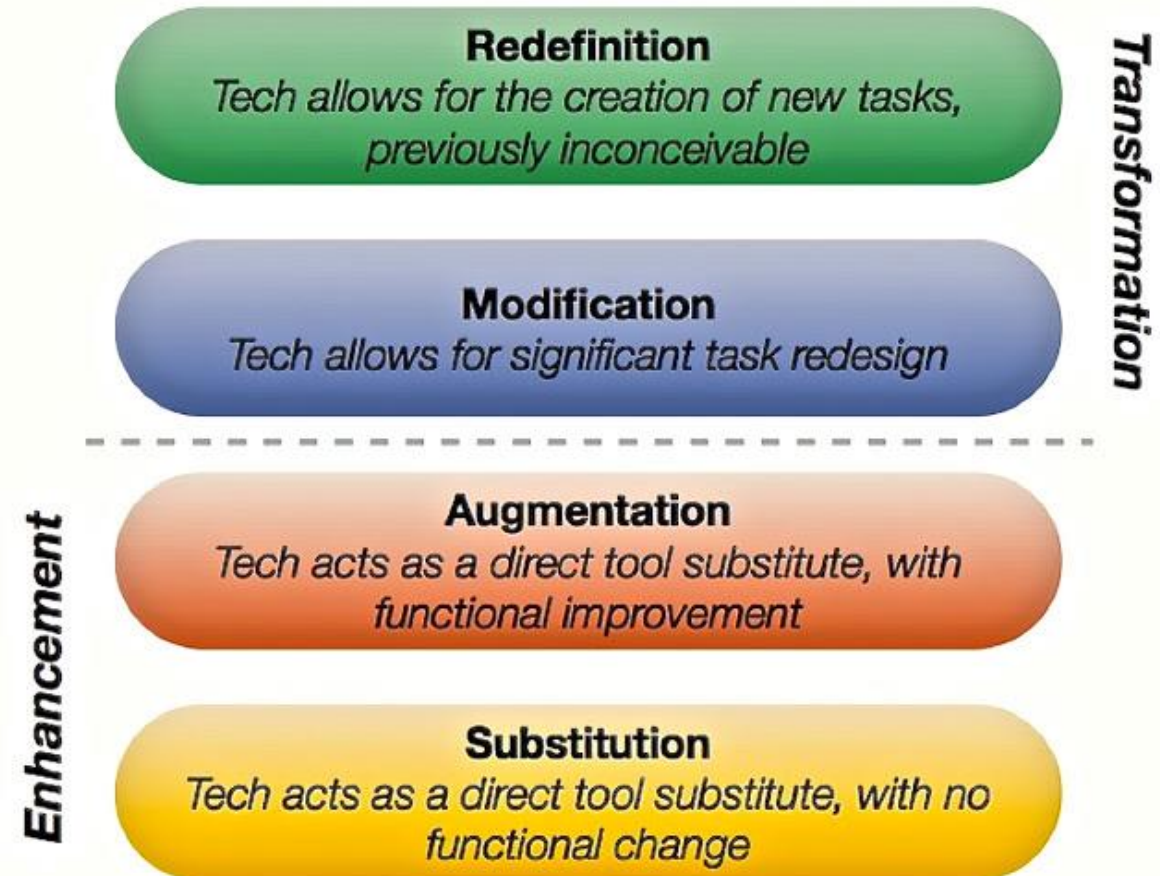 Redefinition
Tech allows for the creation of new tasks,
previously inconceivable
Transformation
Modification
Tech allows for significant task redesign
Augmentation
Tech acts as a direct tool substitute, with
functional improvement
Enhancement
Substitution
Tech acts as a direct tool substitute, with no
functional change